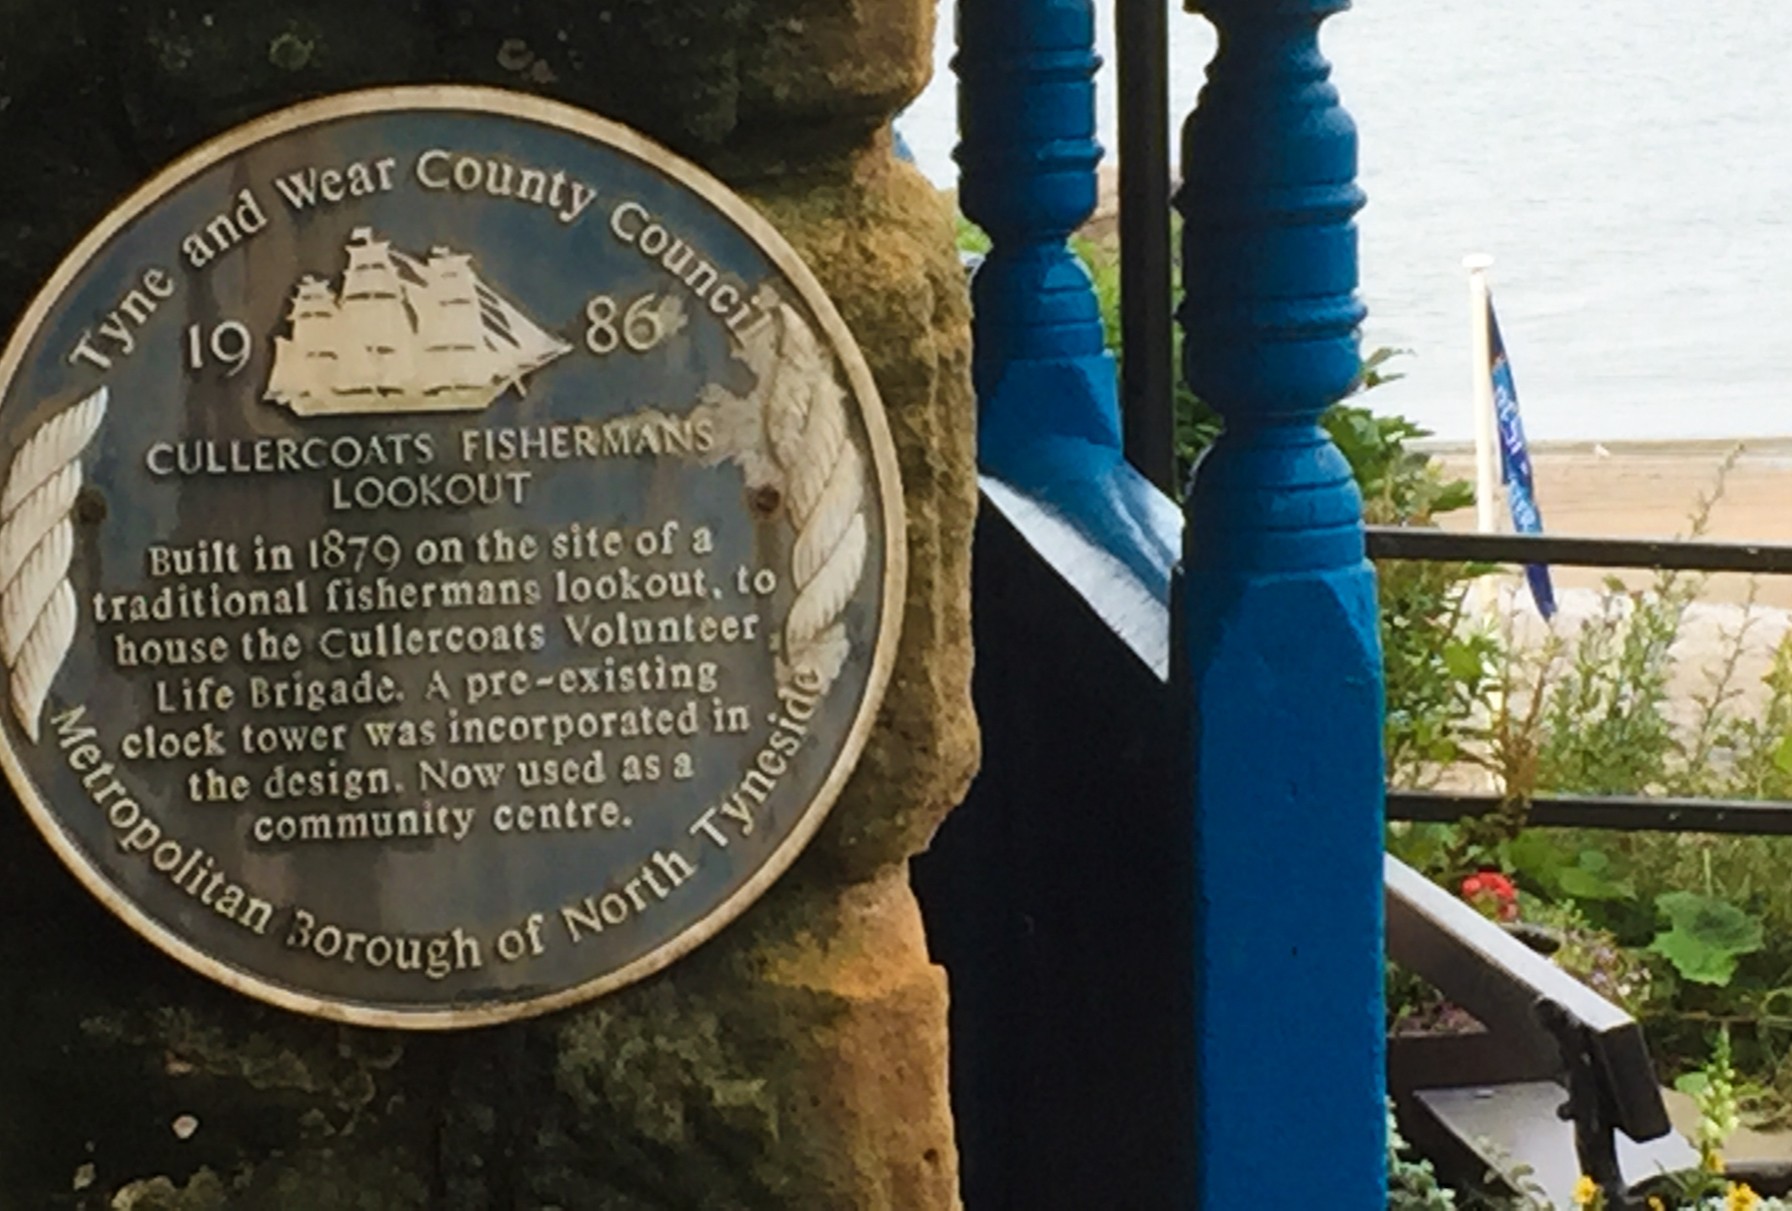 Tyne and Wear County Council
19 86
CULLERCOATS FISHERMANS
LOOKOUT
Built in 1879 on the site of a
traditional fishermans lookout, to
house the Cullercoats Volunteer
Life Brigade. A pre-existing
clock tower was incorporated in
the design. Now used as a
community centre.
Metropolitan Borough of North Tyneside